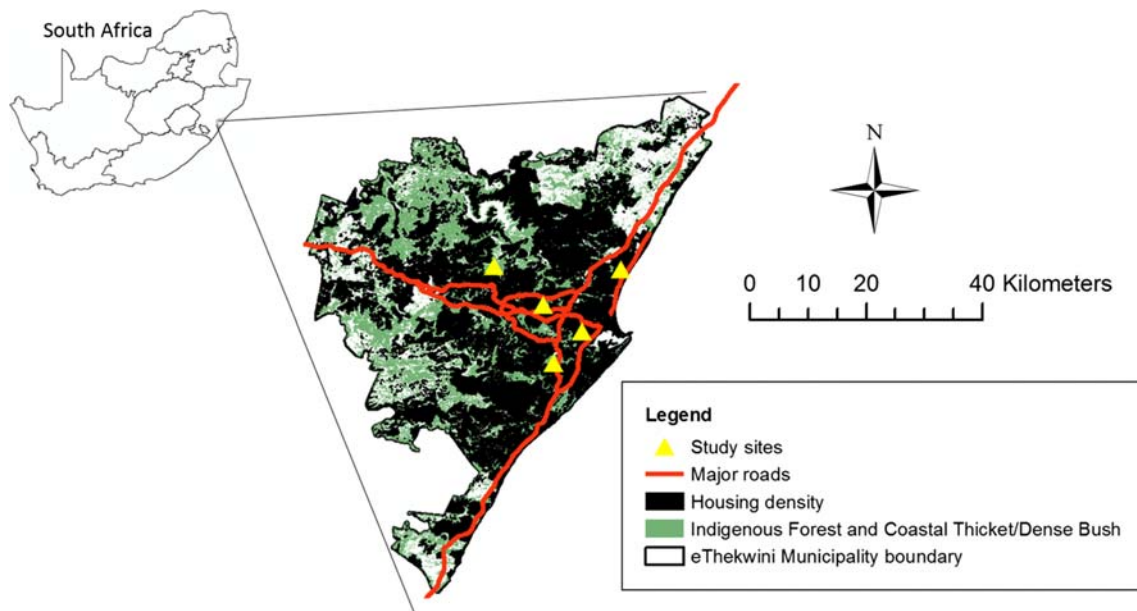 South Africa
N
0 10 20 40 Kilometers
Legend
Study sites
Major roads
Housing density
Indigenous Forest and Coastal Thicket/Dense Bush
eThekwini Municipality boundary